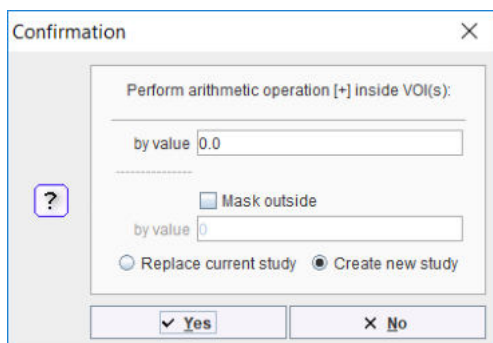 Confirmation
Perform arithmetic operation [+] inside VOI(s):
by value 0.0
---------------
Mask outside
by value 0
Replace current study Create new study
?
Yes No